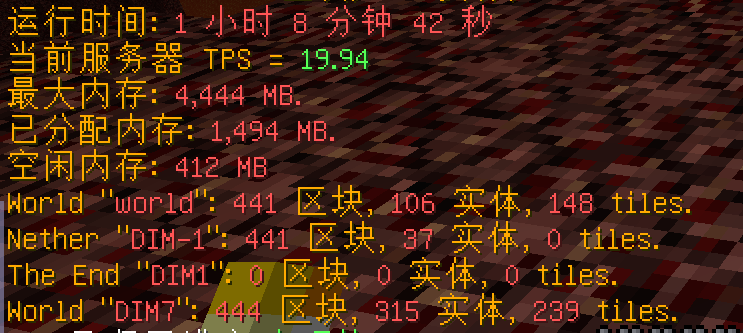 运行时间: 1 小时 8 分钟 42 秒
当前服务器 TPS = 19.94
最大内存: 4,444 MB.
已分配内存: 1,494 MB.
空闲内存: 412 MB
World "world": 441 区块, 106 实体, 148 tiles.
Nether "DIM-1": 441 区块, 37 实体, 0 tiles.
The End "DIM1": 0 区块, 0 实体, 0 tiles.
World "DIM7": 444 区块, 315 实体, 239 tiles.